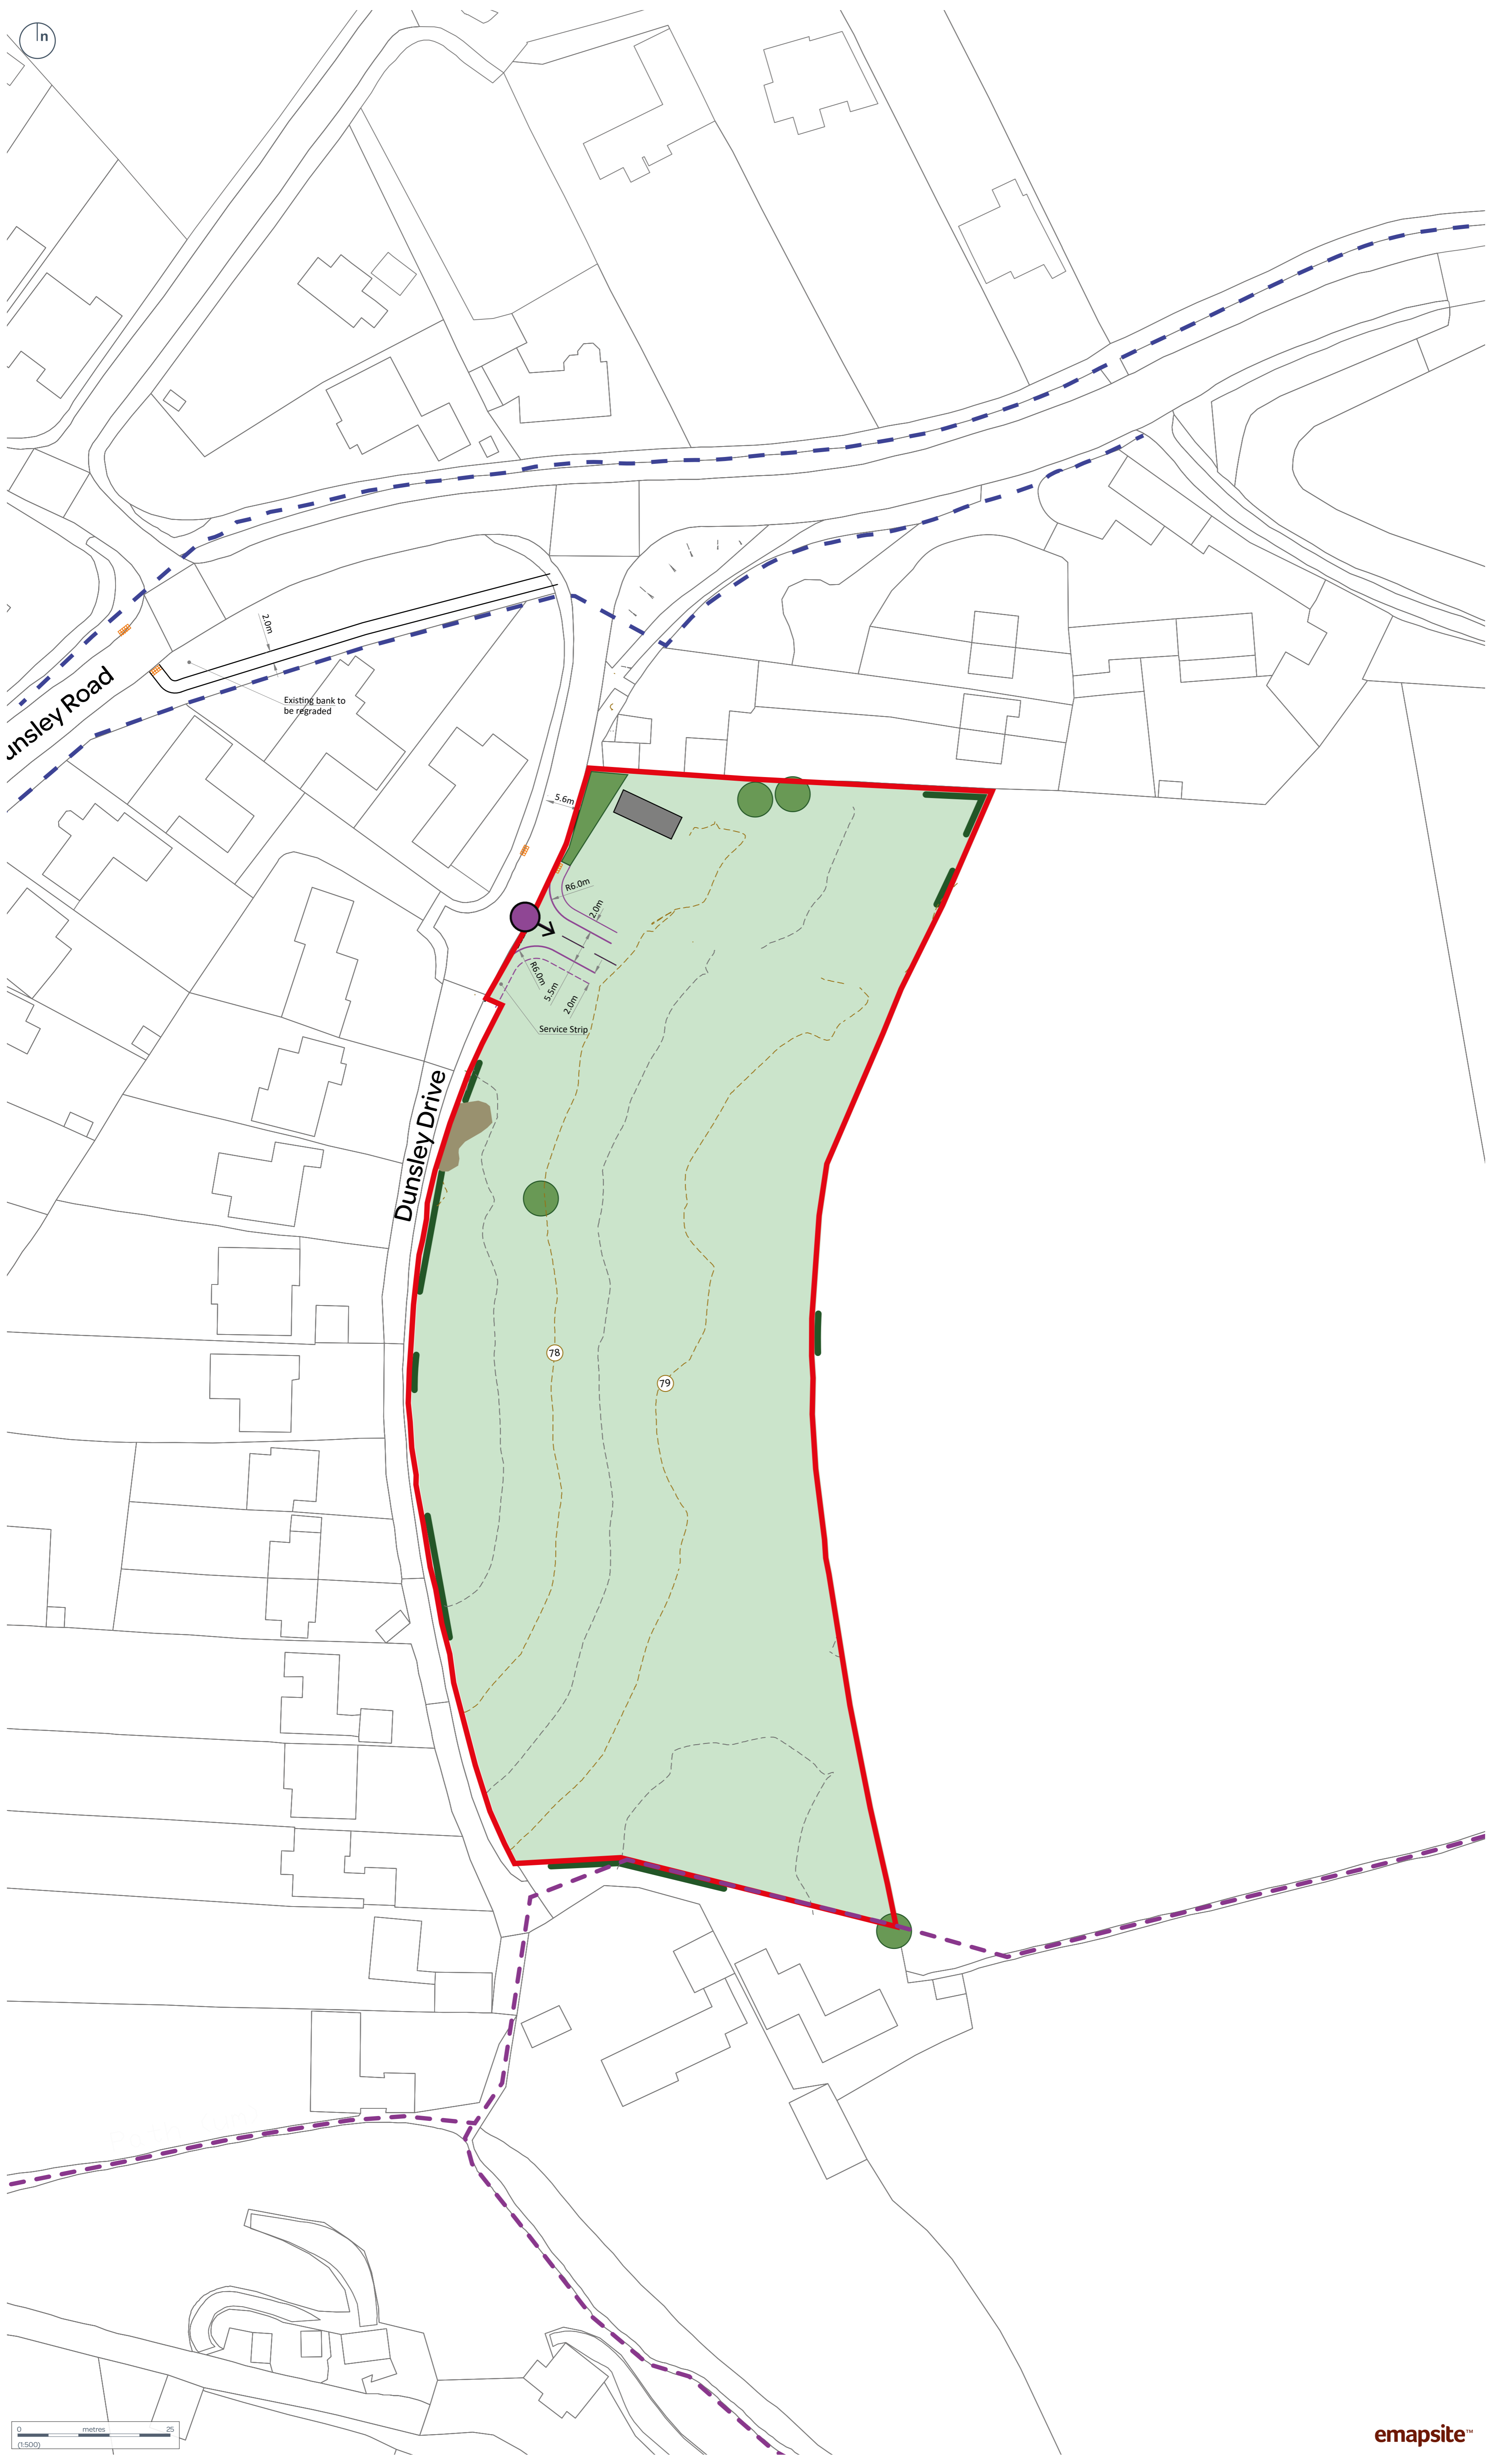 n
2.0m
Existing bank to
be regraded
unsley Road
5.6m
R6.0m
2.0m
R6.0m
5.5m
2.0m
Service Strip
Dunsley Drive
78
79
0 metres 25
(1:500)
emapsite™